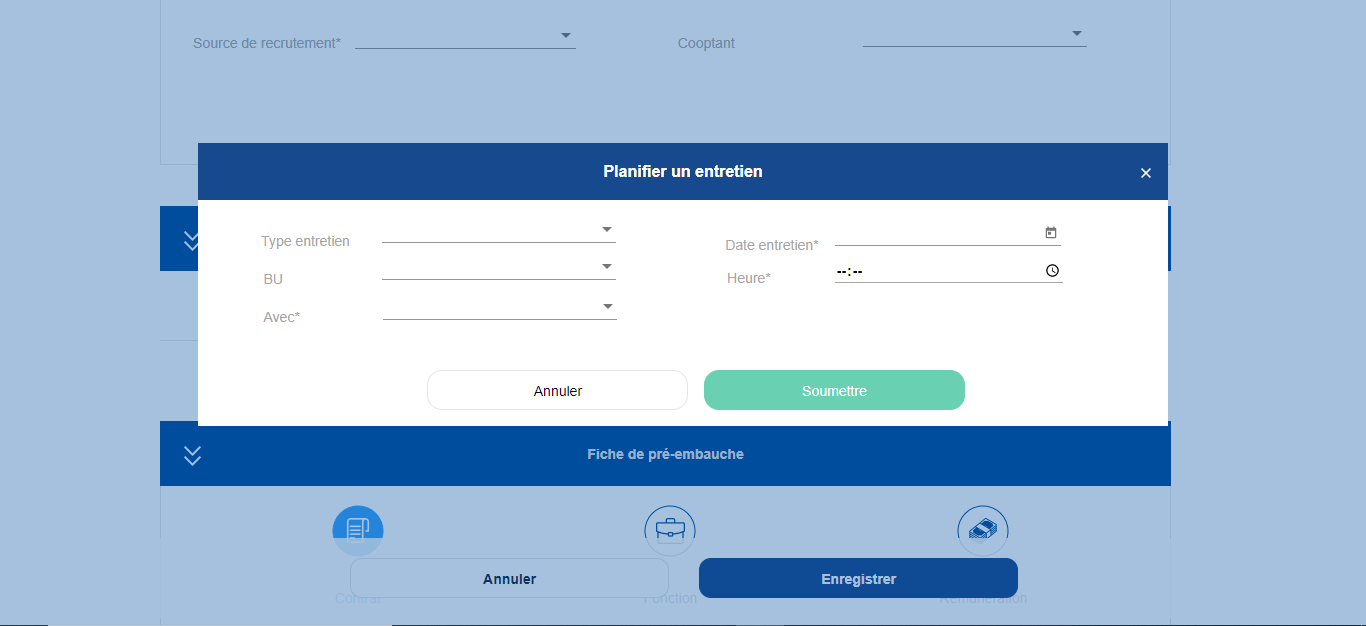 Source de recrutement*
Cooptant
Planifier un entretien
Type entretien
Date entretien*
BU
Heure*
--:--
Avec*
Annuler
Soumettre
Fiche de pré-embauche
Annuler
Enregistrer
Contrat
Fonction
Rémunération